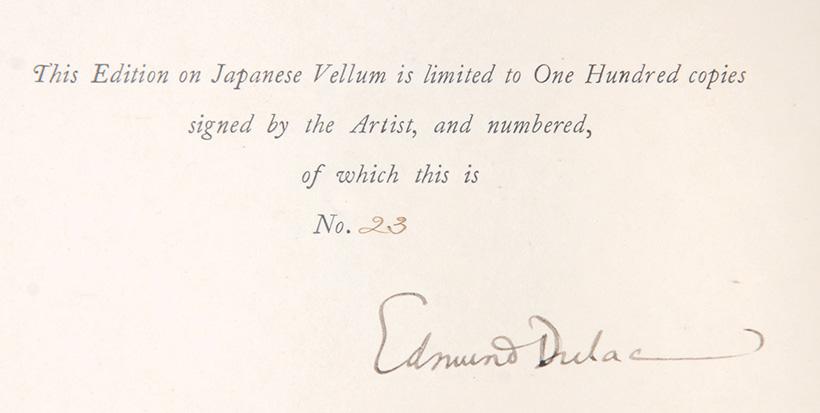 This Edition on Japanese Vellum is limited to One Hundred copies
signed by the Artist, and numbered,
of which this is
No. 23
Edmund Dulac